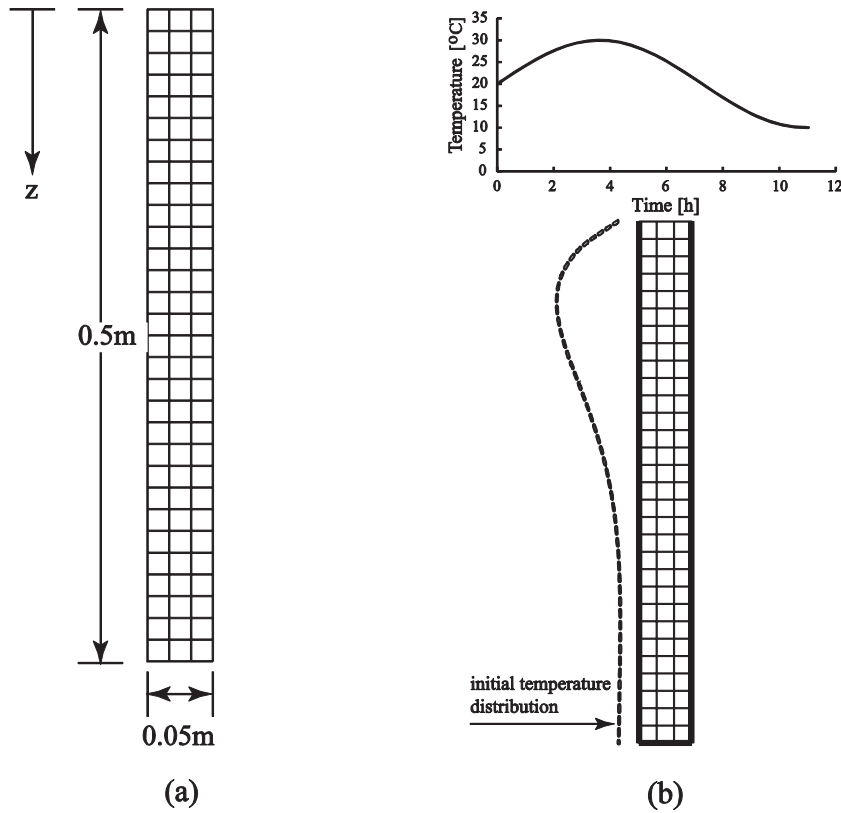 z
0.5m
0.05m
(a)
Temperature [°C]
35
30
25
20
15
10
5
0
0 2 4 6 8 10 12
Time [h]
initial temperature
distribution
(b)